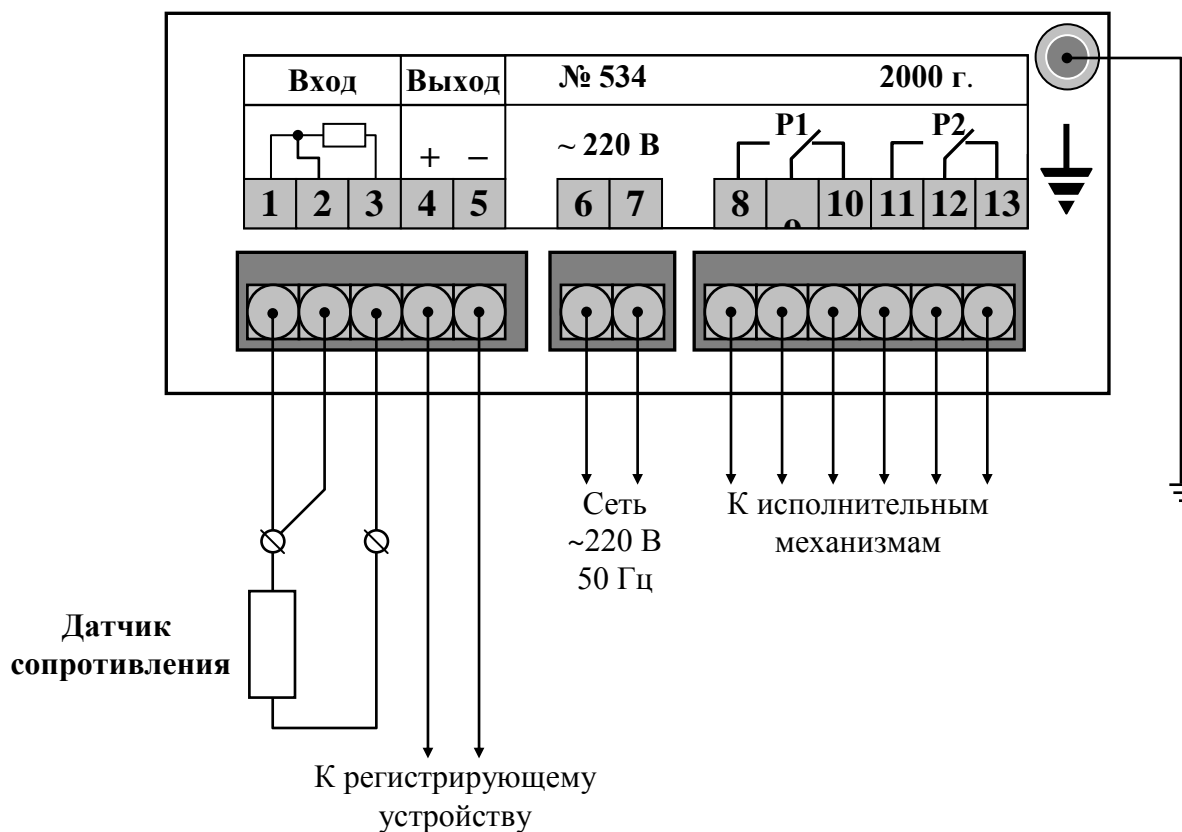 Вход Выход № 534 2000 г.
+ − ~ 220 В Р1 Р2
1 2 3 4 5 6 7 8 9 10 11 12 13
Сеть
~220 В
50 Гц
К исполнительным
механизмам
Датчик
сопротивления
К регистрирующему
устройству